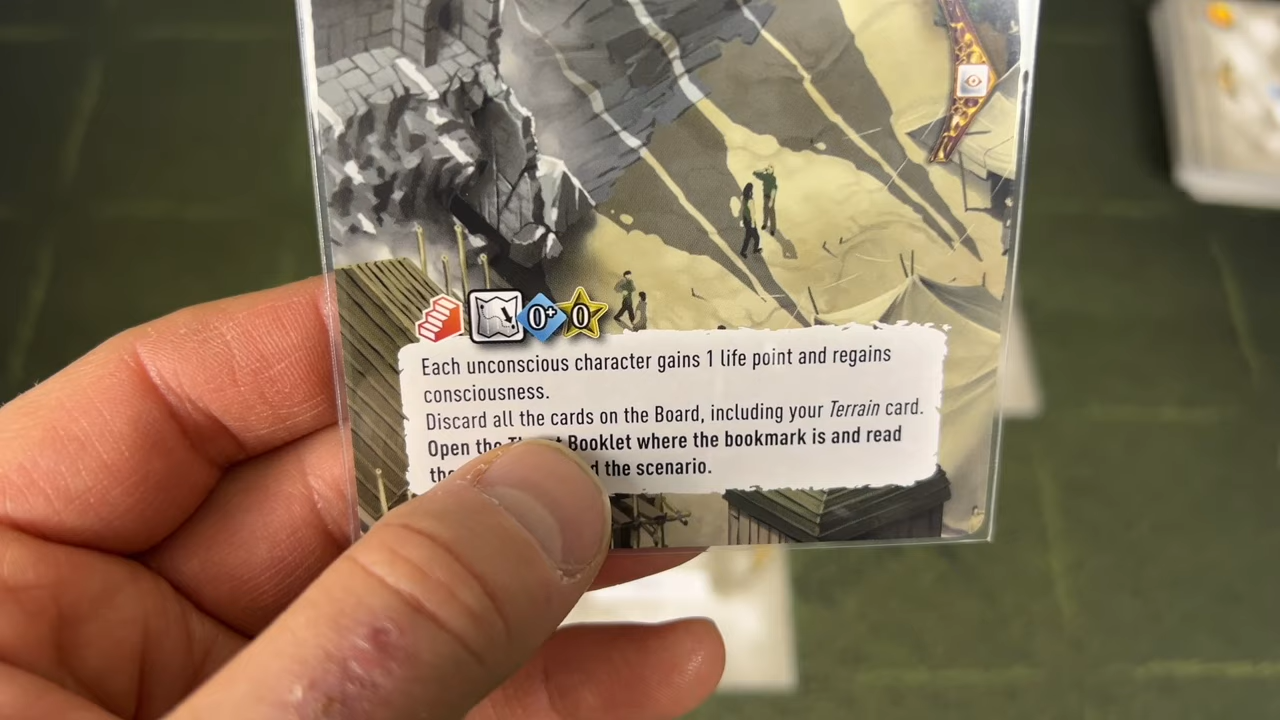 0+ 0
Each unconscious character gains 1 life point and regains
consciousness.
Discard all the cards on the Board, including your Terrain card.
Open the Booklet where the bookmark is and read
the scenario.